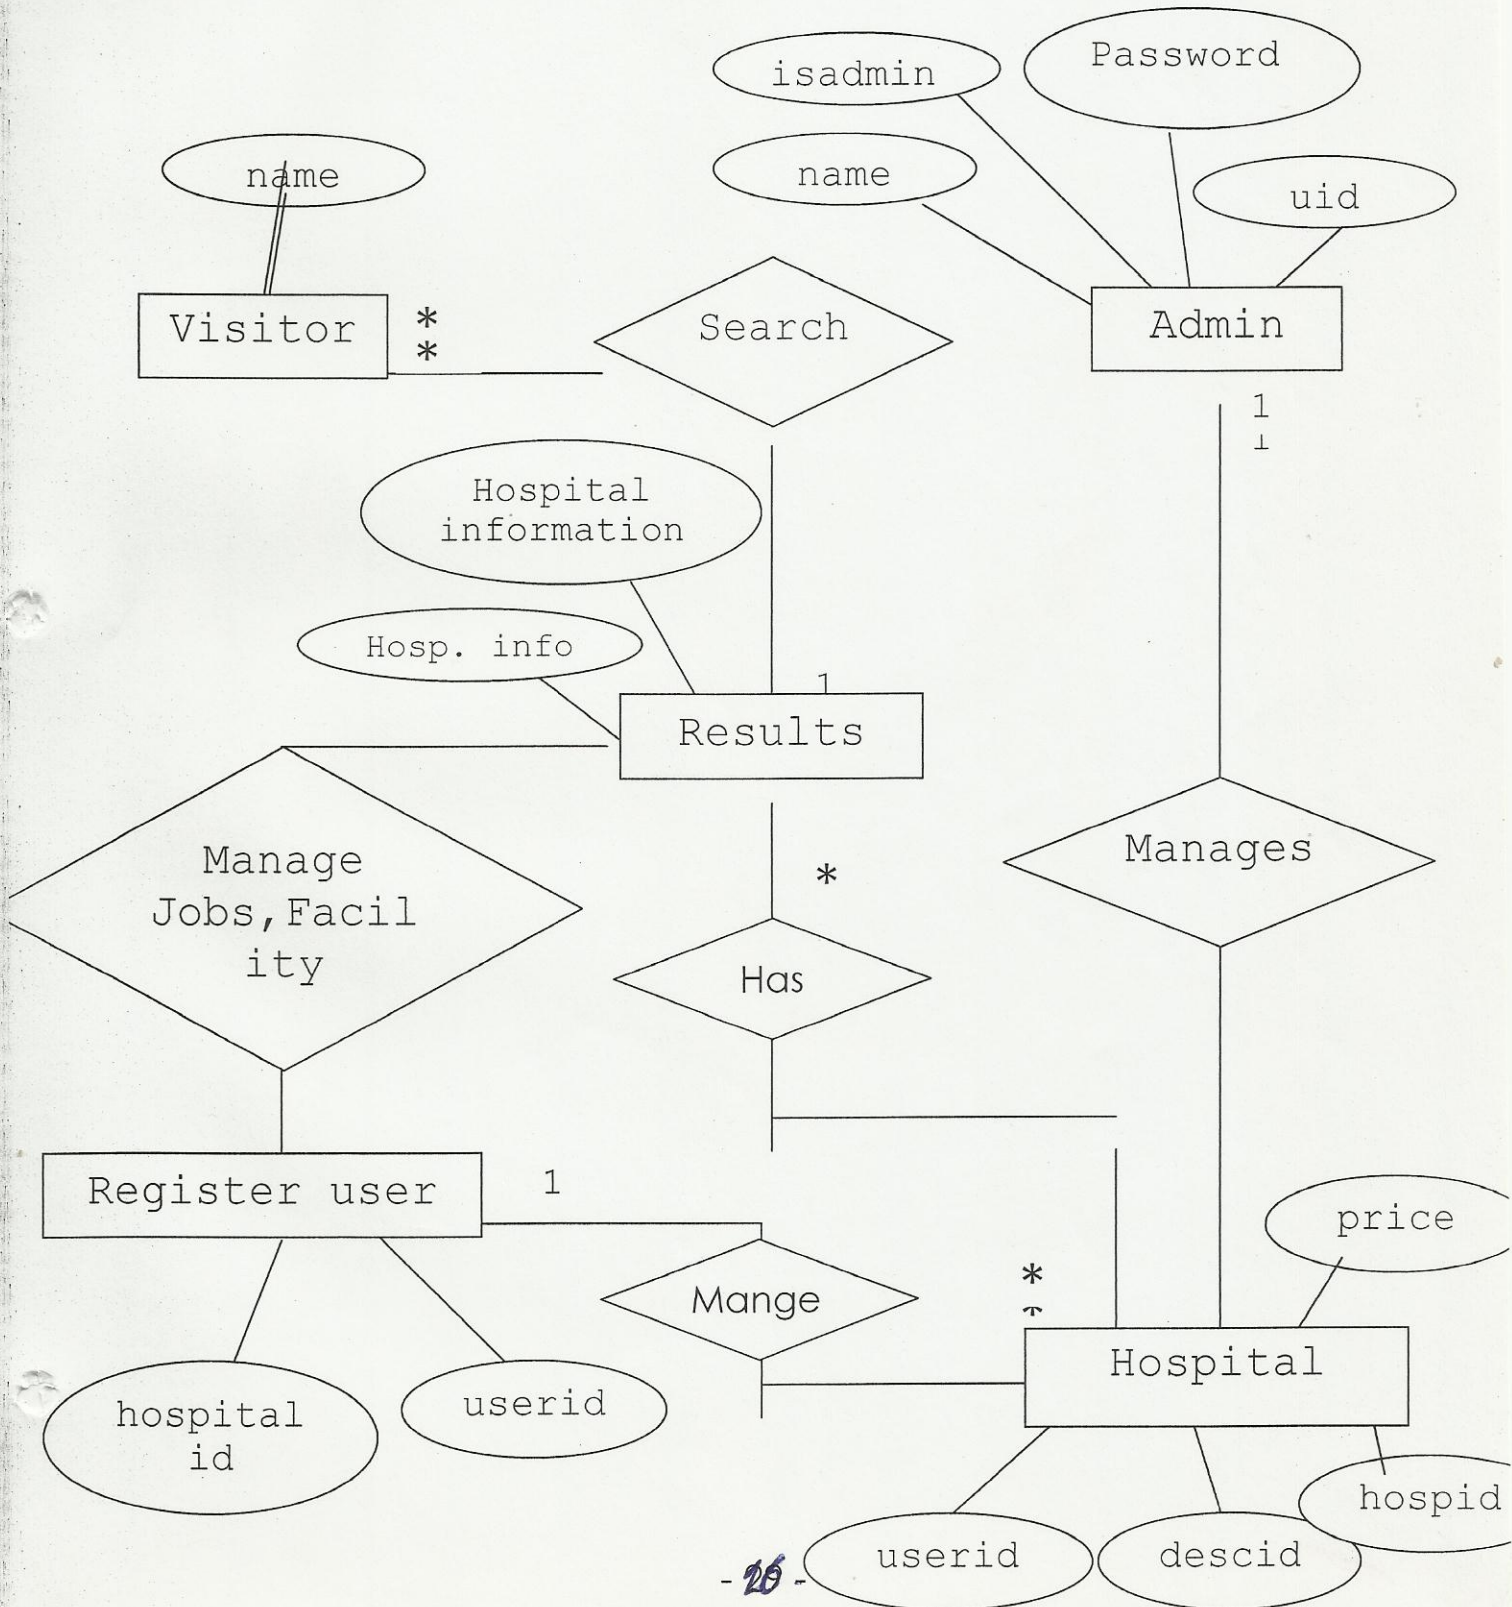 isadmin
Password
name
name
uid
Visitor
*
*
Search
Admin
1
1
Hospital
information
Hosp. info
1
Results
Manage
Jobs,Facil
ity
*
Has
Manages
Register user
1
Mange
*
*
price
Hospital
hospital
id
userid
hospid
userid
descid